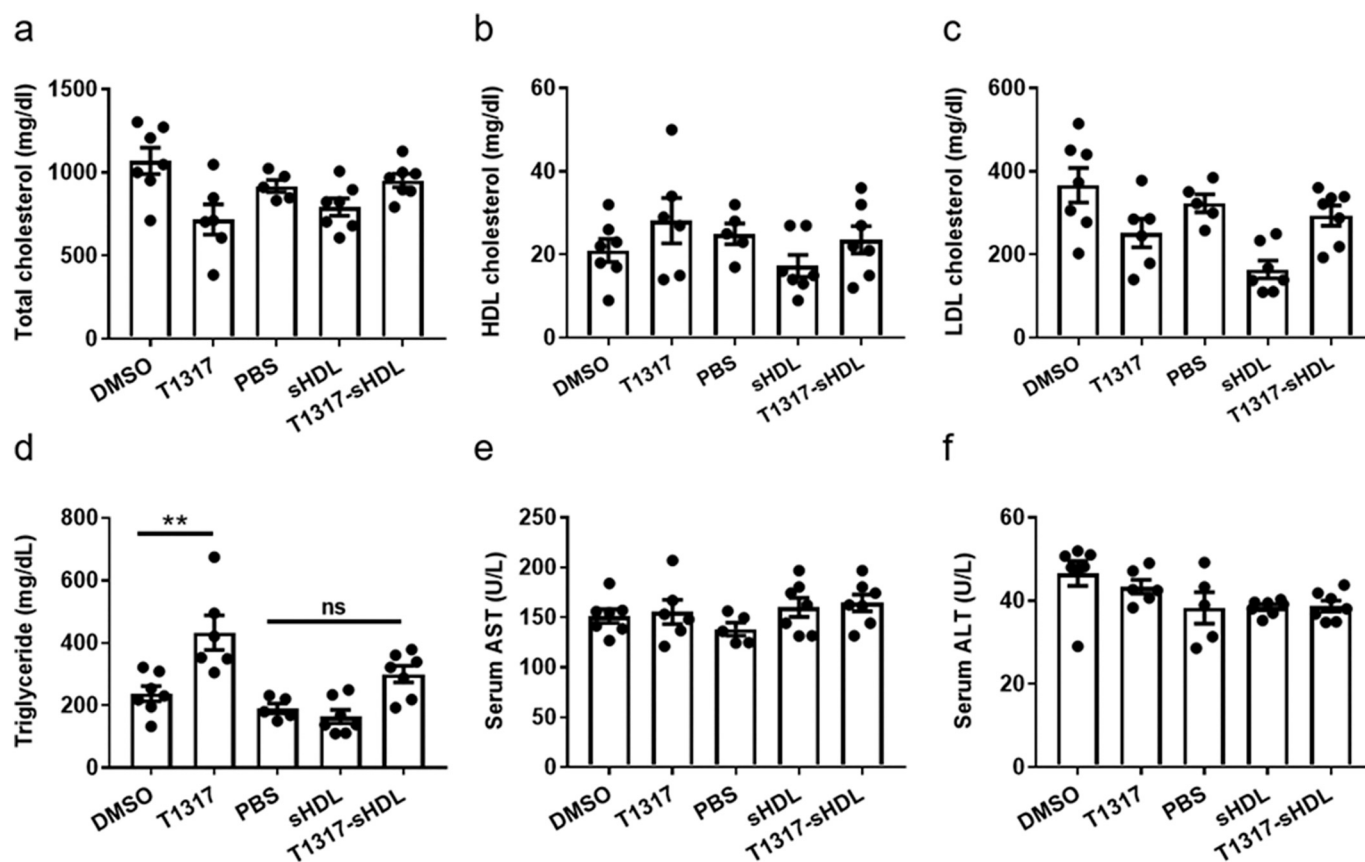 a
Total cholesterol (mg/dl)
1500
1000
500
0
DMSO
T1317
PBS
sHDL
T1317-sHDL
b
HDL cholesterol (mg/dl)
60
40
20
0
DMSO
T1317
PBS
sHDL
T1317-sHDL
c
LDL cholesterol (mg/dl)
600
400
200
0
DMSO
T1317
PBS
sHDL
T1317-sHDL
d
Triglyceride (mg/dL)
800
600
400
200
0
**
ns
DMSO
T1317
PBS
sHDL
T1317-sHDL
e
Serum AST (U/L)
250
200
150
100
50
0
DMSO
T1317
PBS
sHDL
T1317-sHDL
f
Serum ALT (U/L)
60
40
20
0
DMSO
T1317
PBS
sHDL
T1317-sHDL